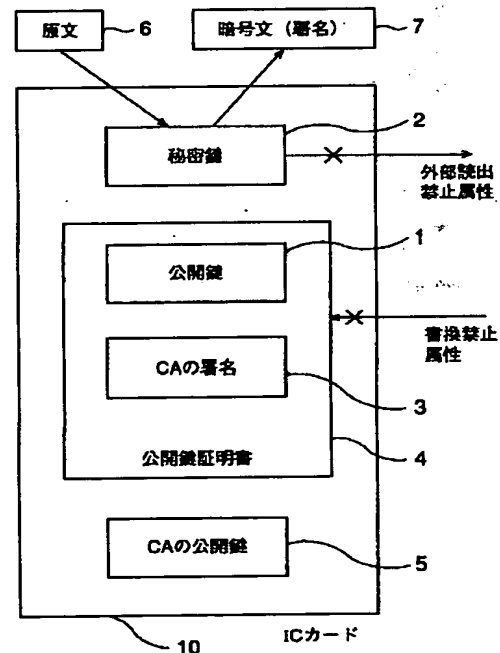 原文
6
暗号文（署名）
7
2
秘密鍵
外部読出
禁止属性
1
公開鍵
書換禁止
属性
CAの署名
3
公開鍵証明書
4
CAの公開鍵
5
10
ICカード